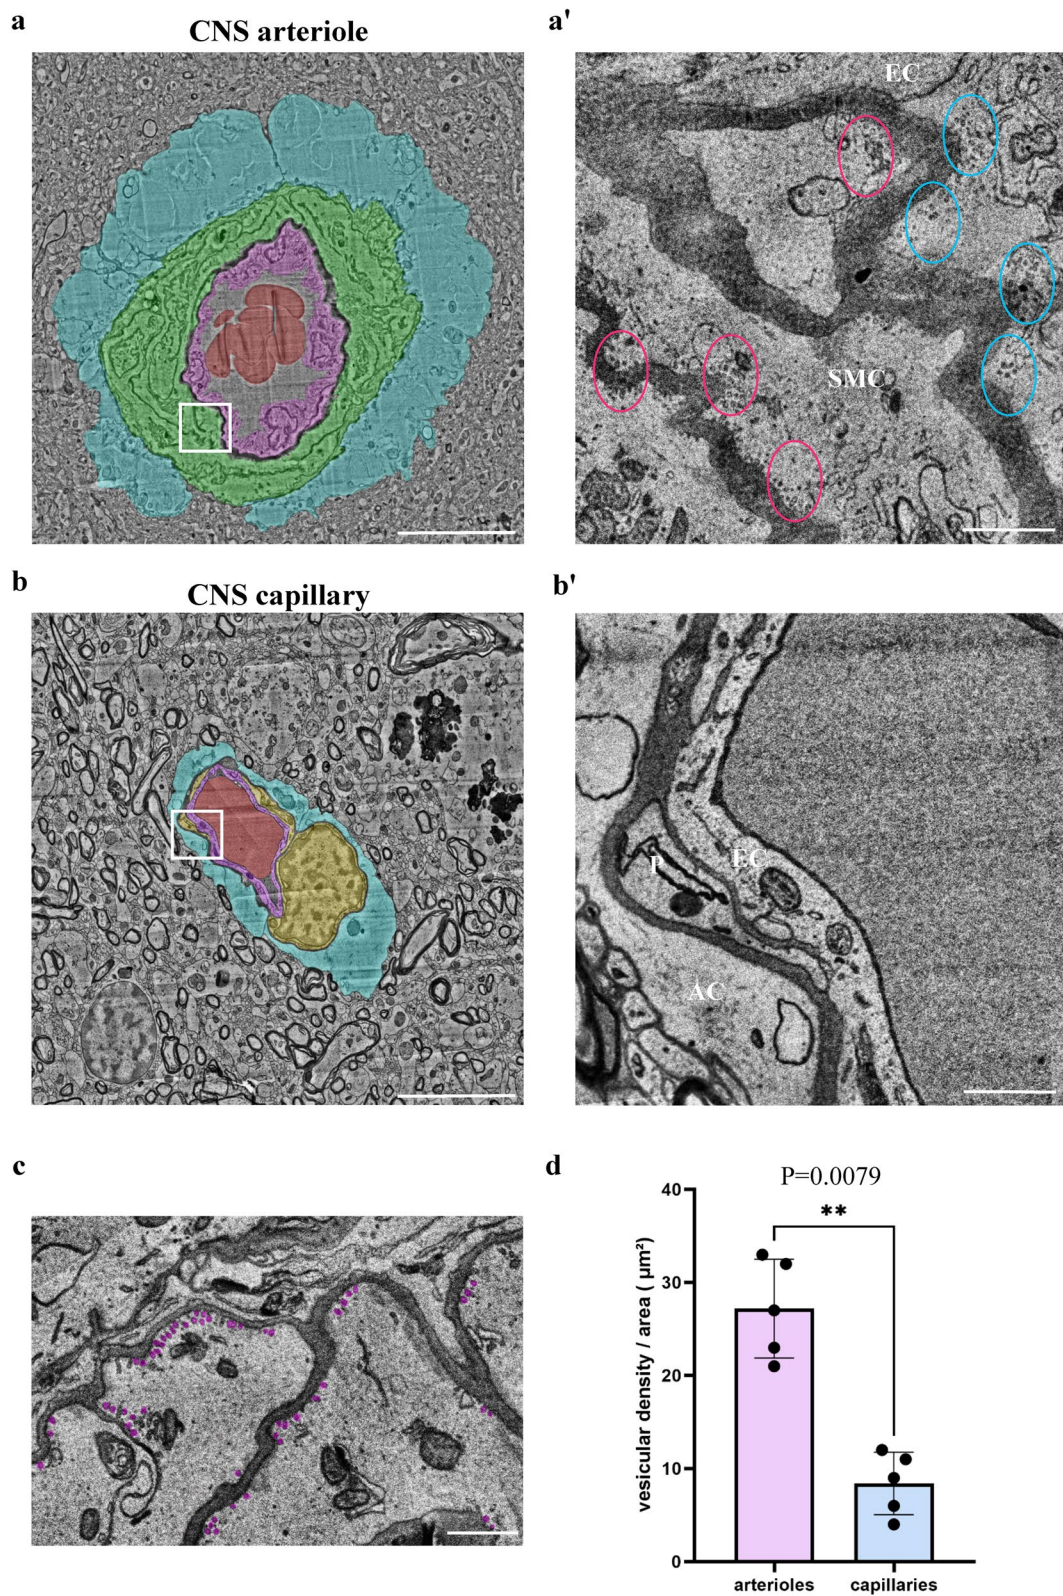 a
CNS arteriole
a'
EC
SMC
b
CNS capillary
b'
P
EC
AC
c
d
P=0.0079
**
vesicular density / area ( μm²)
40
30
20
10
0
arterioles
capillaries